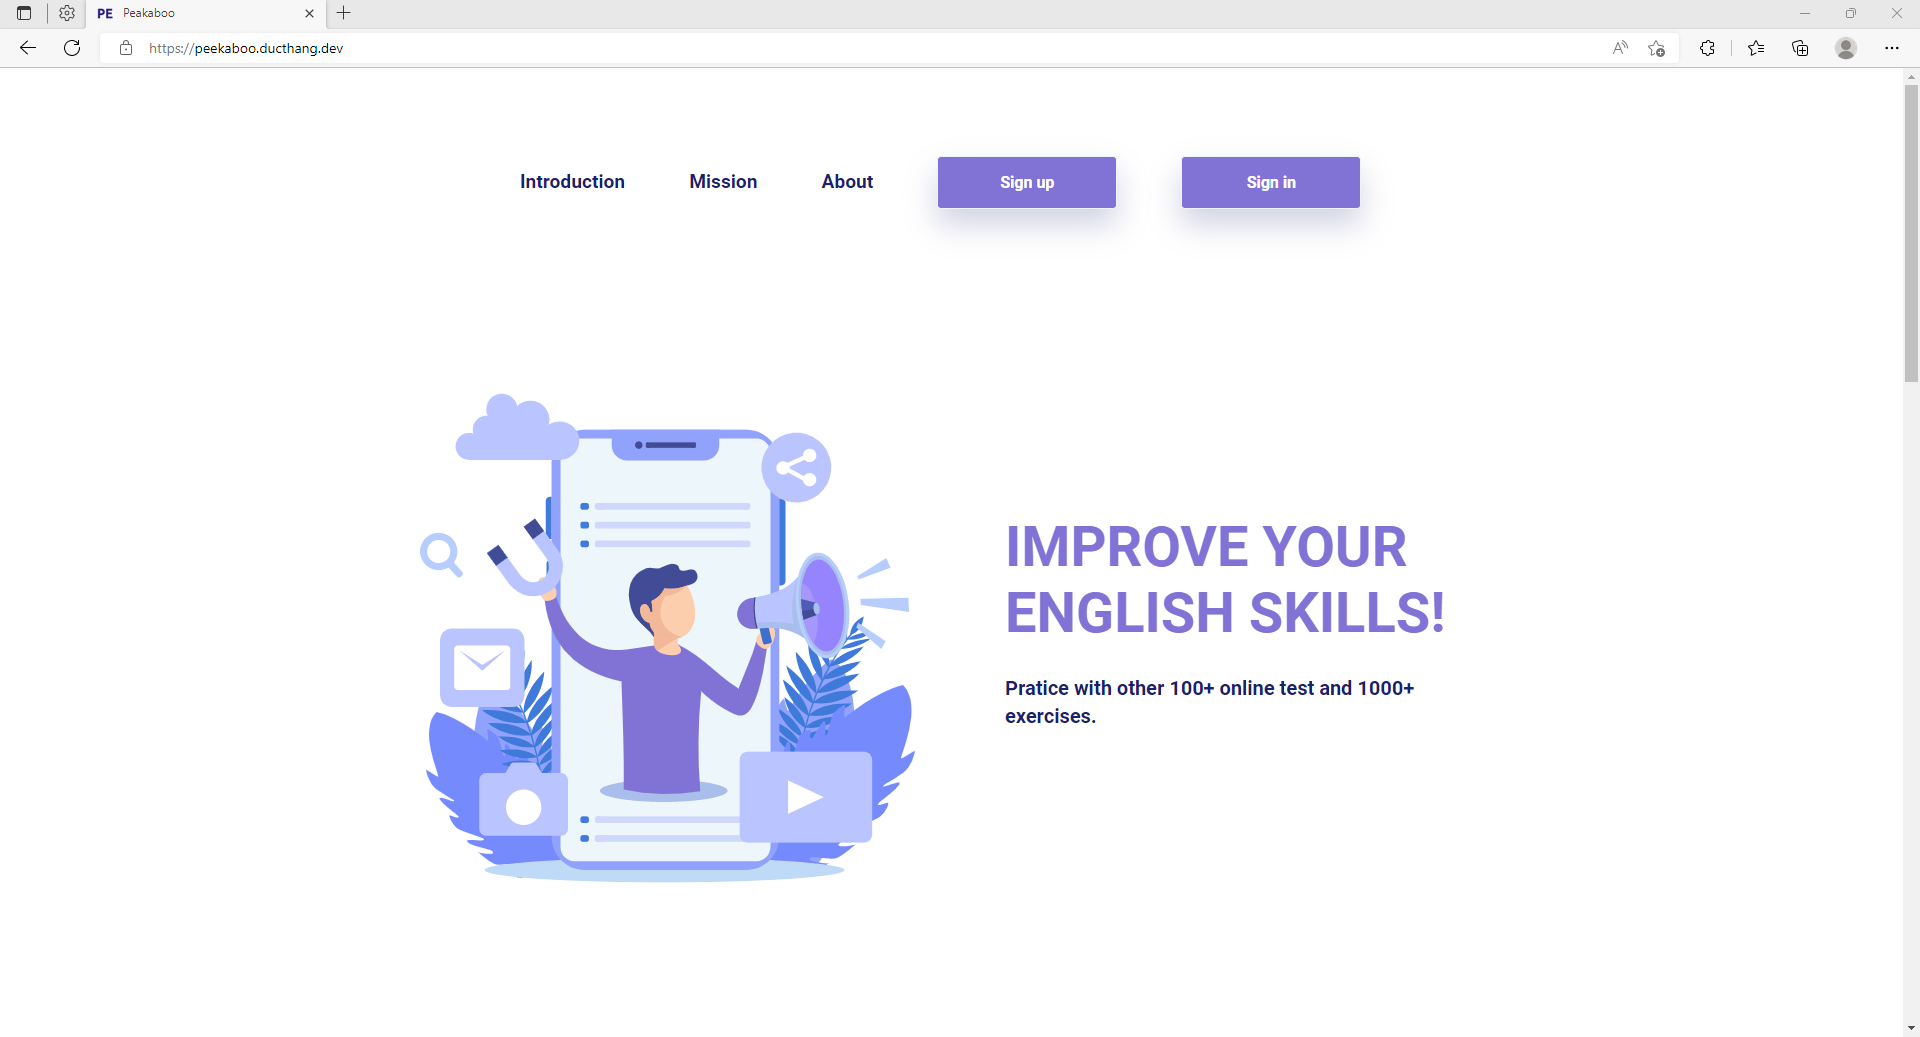 PE Peakaboo
https://peekaboo.ducthang.dev
Introduction Mission About Sign up Sign in
IMPROVE YOUR
ENGLISH SKILLS!
Pratice with other 100+ online test and 1000+
exercises.